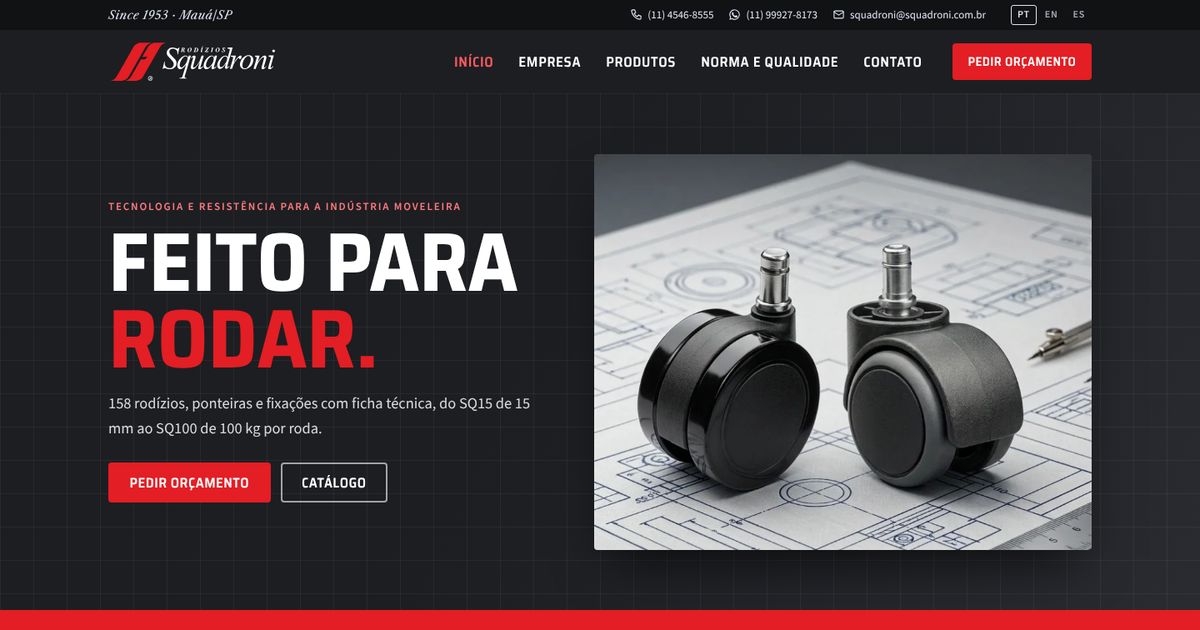 Since 1953 · Mauá/SP
(11) 4546-8555
(11) 99927-8173
squadroni@squadroni.com.br
PT
EN
ES
RODÍZIOS
Squadroni
®
INÍCIO
EMPRESA
PRODUTOS
NORMA E QUALIDADE
CONTATO
PEDIR ORÇAMENTO
TECNOLOGIA E RESISTÊNCIA PARA A INDÚSTRIA MOVELEIRA
FEITO PARA
RODAR.
158 rodízios, ponteiras e fixações com ficha técnica, do SQ15 de 15
mm ao SQ100 de 100 kg por roda.
PEDIR ORÇAMENTO
CATÁLOGO
5
6